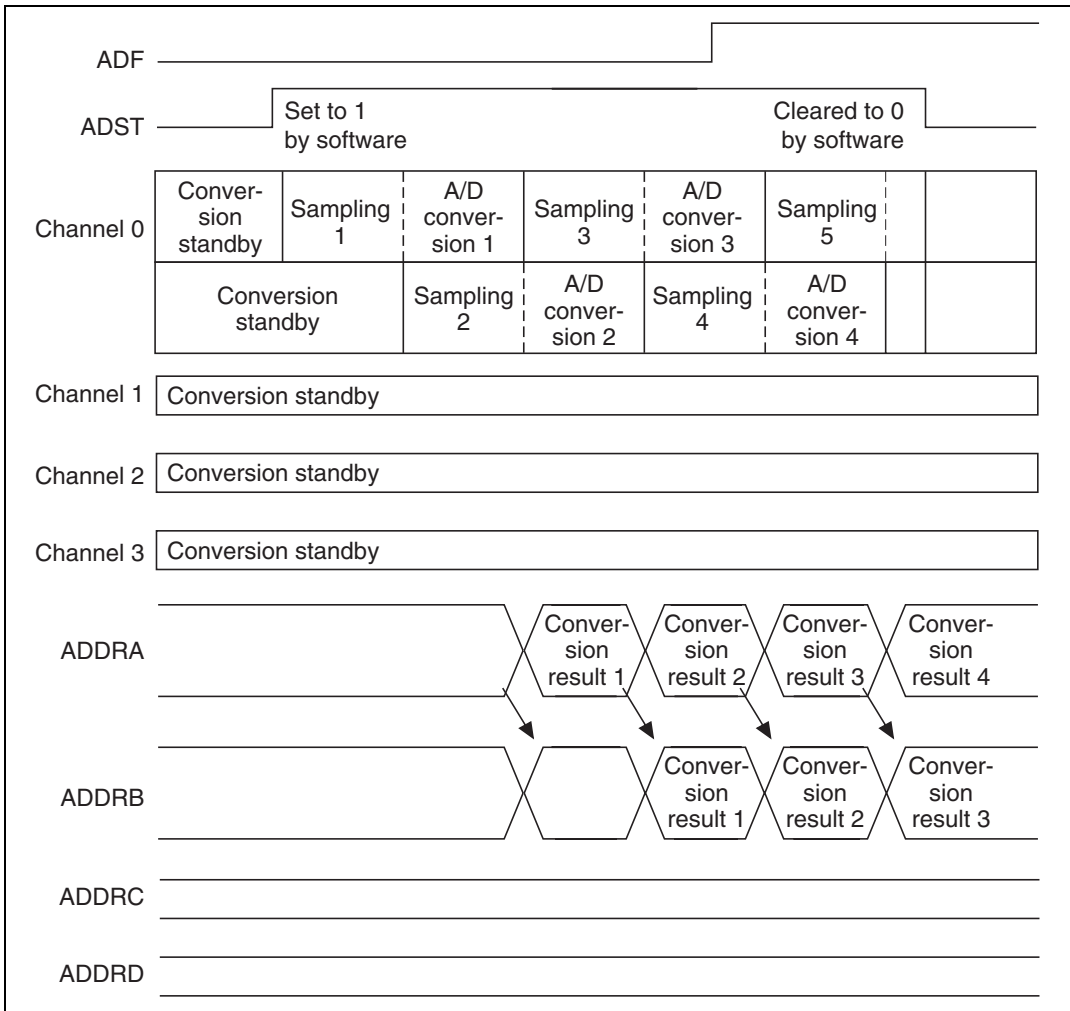 ADF
ADST
Set to 1
by software
Cleared to 0
by software
Channel 0
Conver-
sion
standby
Sampling
1
A/D
conver-
sion 1
Sampling
3
A/D
conver-
sion 3
Sampling
5
Conversion
standby
Sampling
2
A/D
conver-
sion 2
Sampling
4
A/D
conver-
sion 4
Channel 1
Conversion standby
Channel 2
Conversion standby
Channel 3
Conversion standby
ADDRA
Conver-
sion
result 1
Conver-
sion
result 2
Conver-
sion
result 3
Conver-
sion
result 4
ADDRB
Conver-
sion
result 1
Conver-
sion
result 2
Conver-
sion
result 3
ADDRC
ADDRD